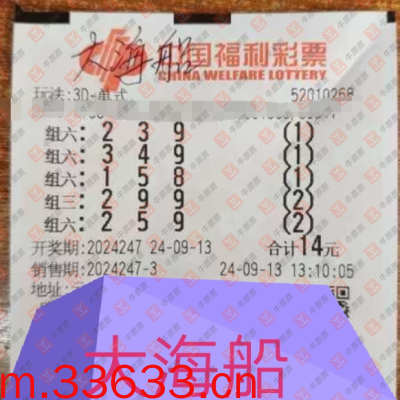 大海船
中国福利彩票
CHINA WELFARE LOTTERY
玩法:3D-单式 52010268
组六: 2 3 9 (1)
组六: 3 4 9 (1)
组六: 1 5 8 (1)
组三: 2 9 9 (2)
组六: 2 5 9 (2)
开奖期:2024247 24-09-13 合计14元
销售期:2024247-3 24-09-13 13:10:05
地址:
大海船
m.33633.cn